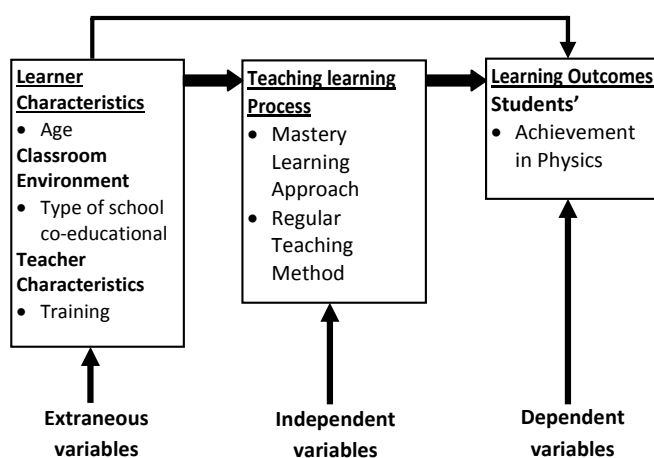 Learner
Characteristics
• Age
Classroom
Environment
• Type of school
co-educational
Teacher
Characteristics
• Training
Teaching learning
Process
• Mastery
Learning
Approach
• Regular
Teaching
Method
Learning Outcomes
Students’
• Achievement
in Physics
Extraneous
variables
Independent
variables
Dependent
variables